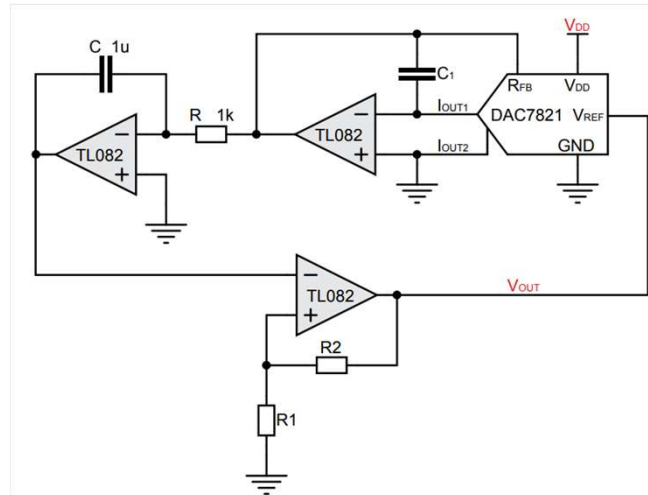 C 1u
R 1k
TL082
C1
RFB
VDD
VDD
DAC7821
VREF
GND
IOUT1
IOUT2
TL082
TL082
VOUT
R2
R1